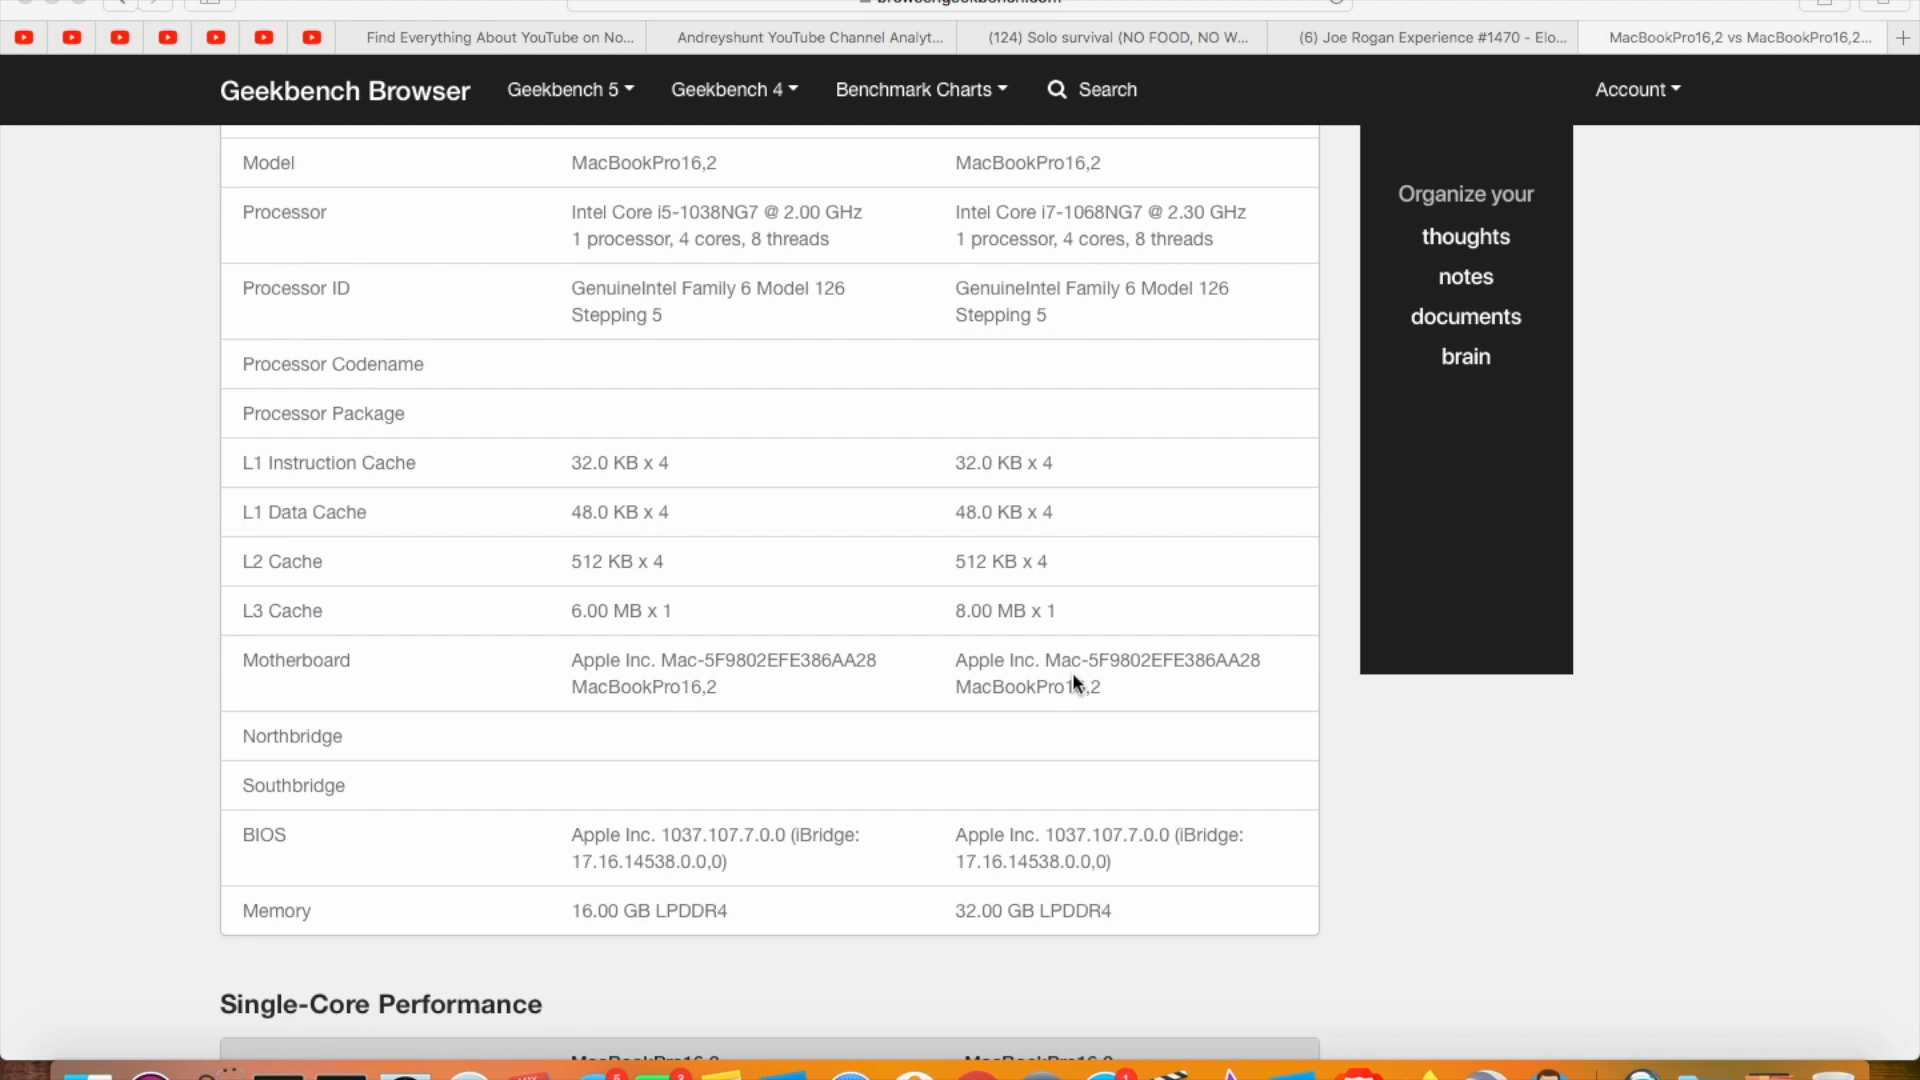 Find Everything About YouTube on No...
Andreyshunt YouTube Channel Analyt...
(124) Solo survival (NO FOOD, NO W...
(6) Joe Rogan Experience #1470 - Elo...
MacBookPro16,2 vs MacBookPro16,2...
Geekbench Browser
Geekbench 5
Geekbench 4
Benchmark Charts
Search
Account
Model MacBookPro16,2 MacBookPro16,2
Processor Intel Core i5-1038NG7 @ 2.00 GHz Intel Core i7-1068NG7 @ 2.30 GHz
1 processor, 4 cores, 8 threads 1 processor, 4 cores, 8 threads
Processor ID GenuineIntel Family 6 Model 126 GenuineIntel Family 6 Model 126
Stepping 5 Stepping 5
Processor Codename
Processor Package
L1 Instruction Cache 32.0 KB x 4 32.0 KB x 4
L1 Data Cache 48.0 KB x 4 48.0 KB x 4
L2 Cache 512 KB x 4 512 KB x 4
L3 Cache 6.00 MB x 1 8.00 MB x 1
Motherboard Apple Inc. Mac-5F9802EFE386AA28 Apple Inc. Mac-5F9802EFE386AA28
MacBookPro16,2 MacBookPro16,2
Northbridge
Southbridge
BIOS Apple Inc. 1037.107.7.0.0 (iBridge: Apple Inc. 1037.107.7.0.0 (iBridge:
17.16.14538.0.0,0) 17.16.14538.0.0,0)
Memory 16.00 GB LPDDR4 32.00 GB LPDDR4
Organize your
thoughts
notes
documents
brain
Single-Core Performance
MacBookPro16,2 MacBookPro16,2